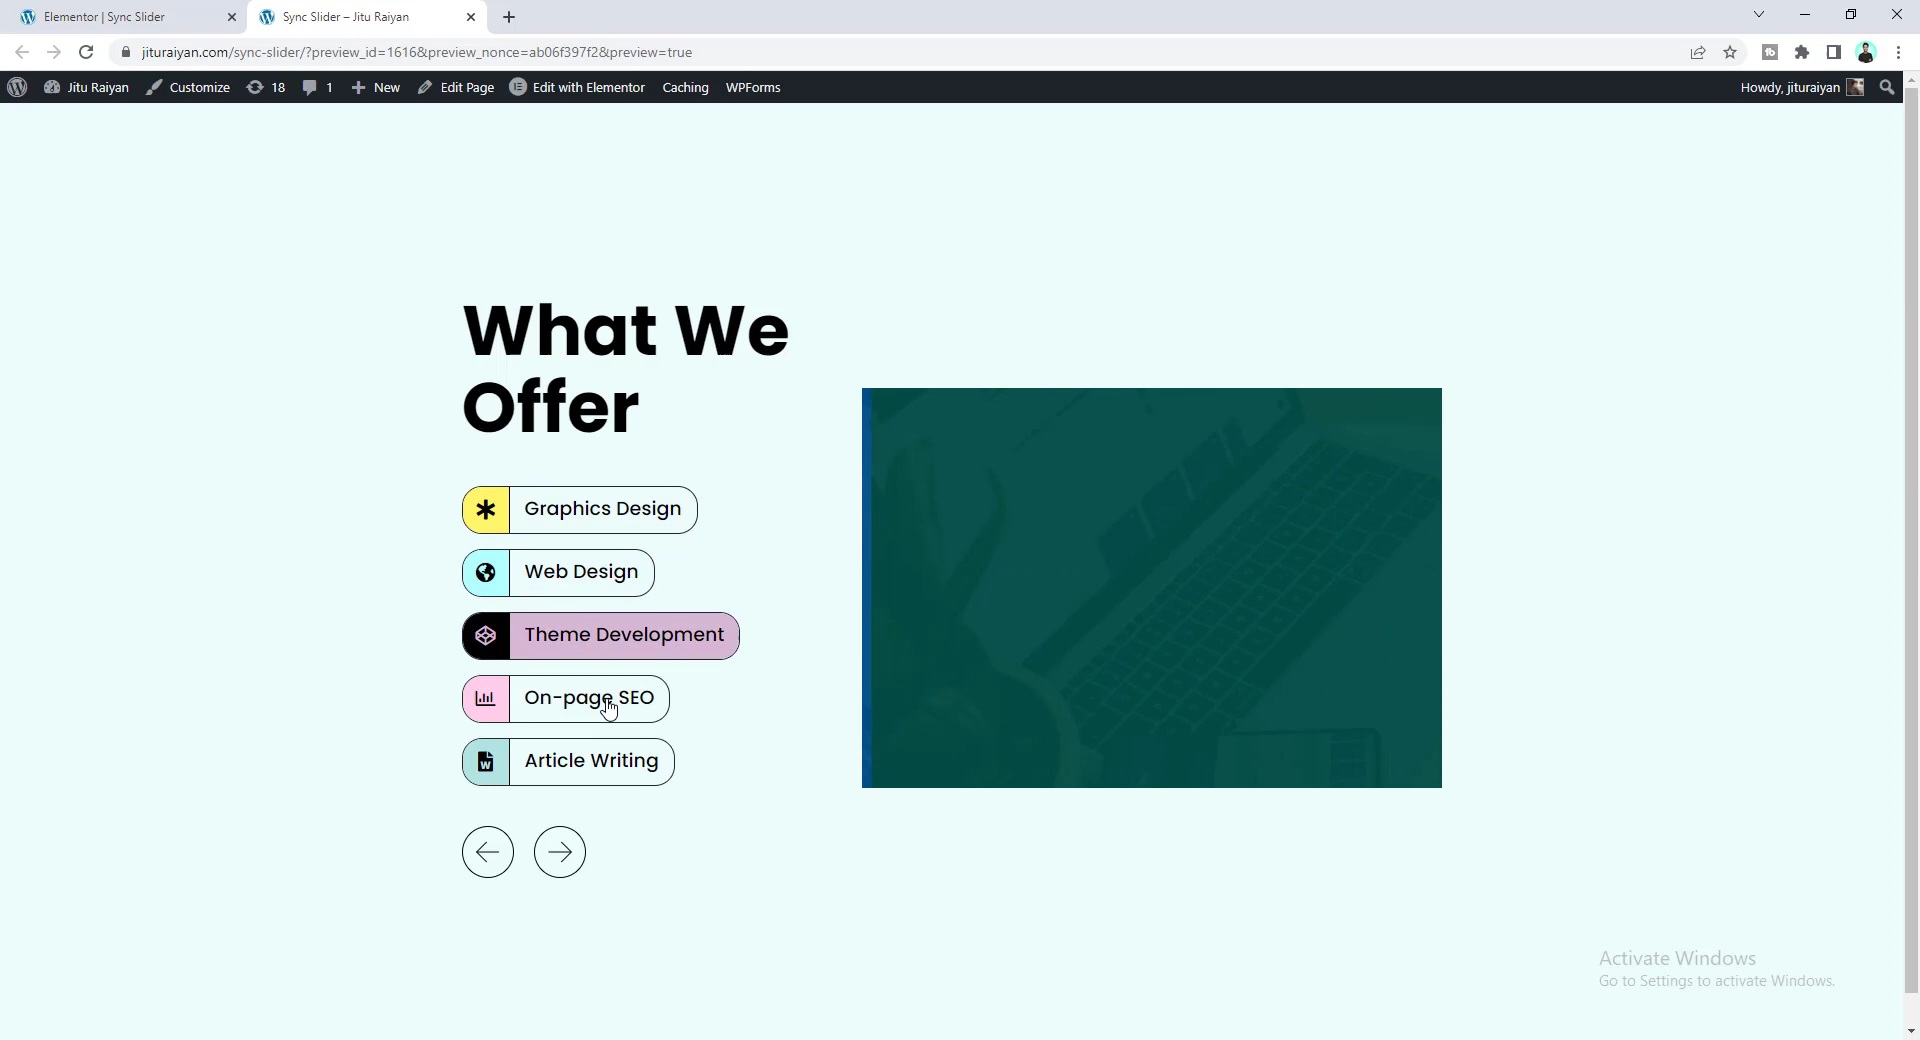 Elementor | Sync Slider
Sync Slider – Jitu Raiyan
jituraiyan.com/sync-slider/?preview_id=1616&preview_nonce=ab06f397f2&preview=true
Jitu Raiyan Customize 18 1 New Edit Page Edit with Elementor Caching WPForms Howdy, jituraiyan
What We
Offer
Graphics Design
Web Design
Theme Development
On-page SEO
Article Writing
Activate Windows
Go to Settings to activate Windows.